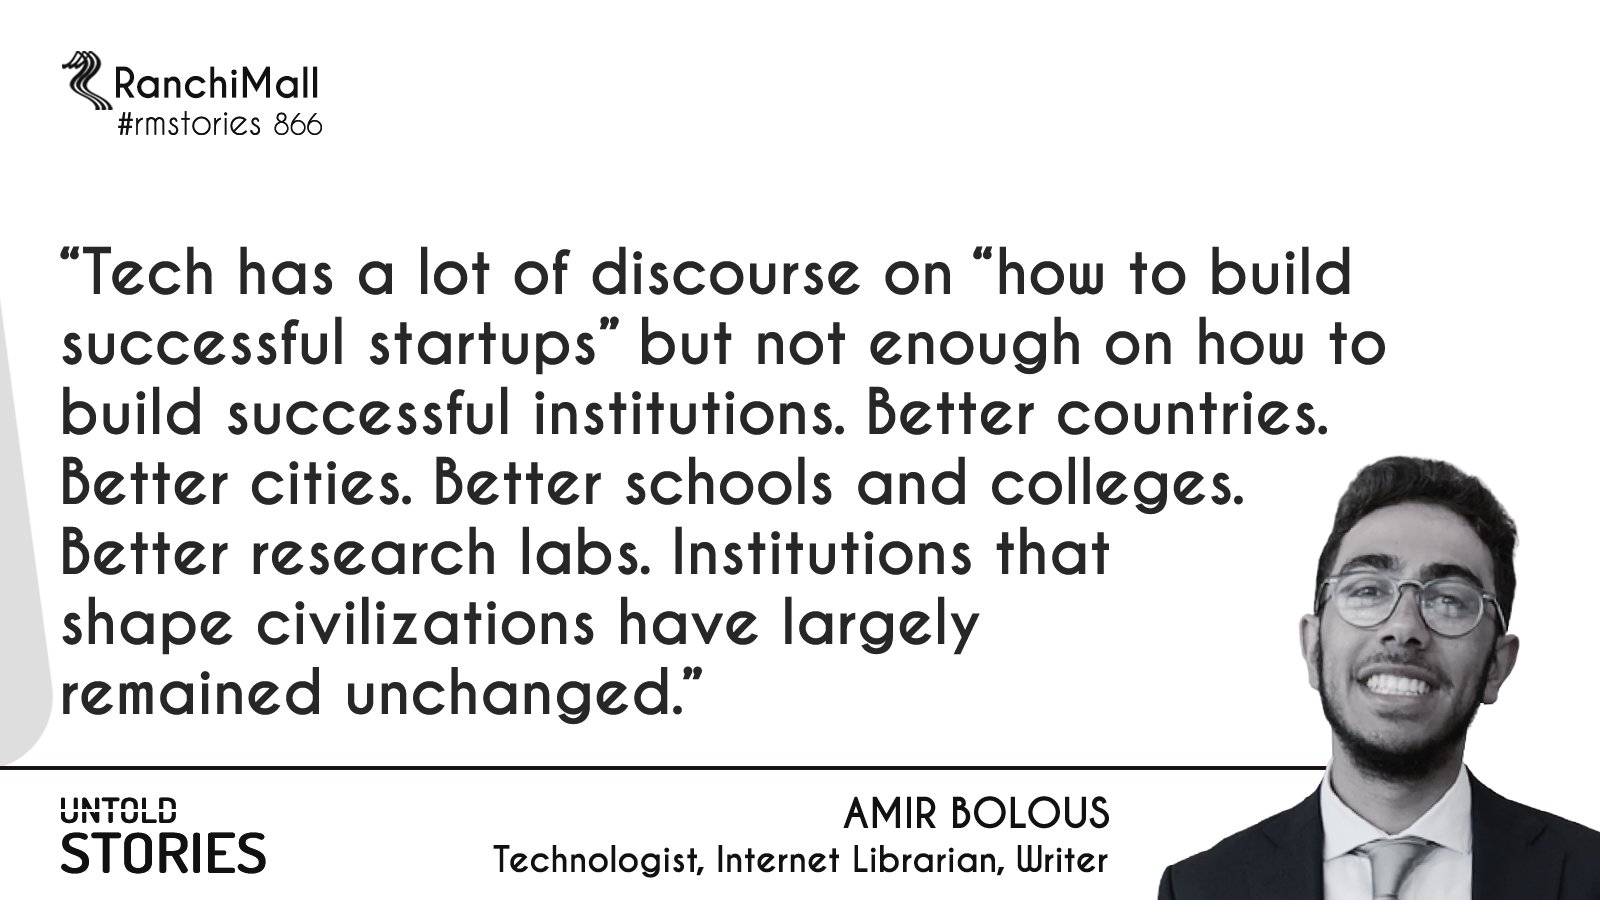 RanchiMall
#rmstories 866
“Tech has a lot of discourse on “how to build
successful startups” but not enough on how to
build successful institutions. Better countries.
Better cities. Better schools and colleges.
Better research labs. Institutions that
shape civilizations have largely
remained unchanged.”
UNTOLD
STORIES
AMIR BOLOUS
Technologist, Internet Librarian, Writer